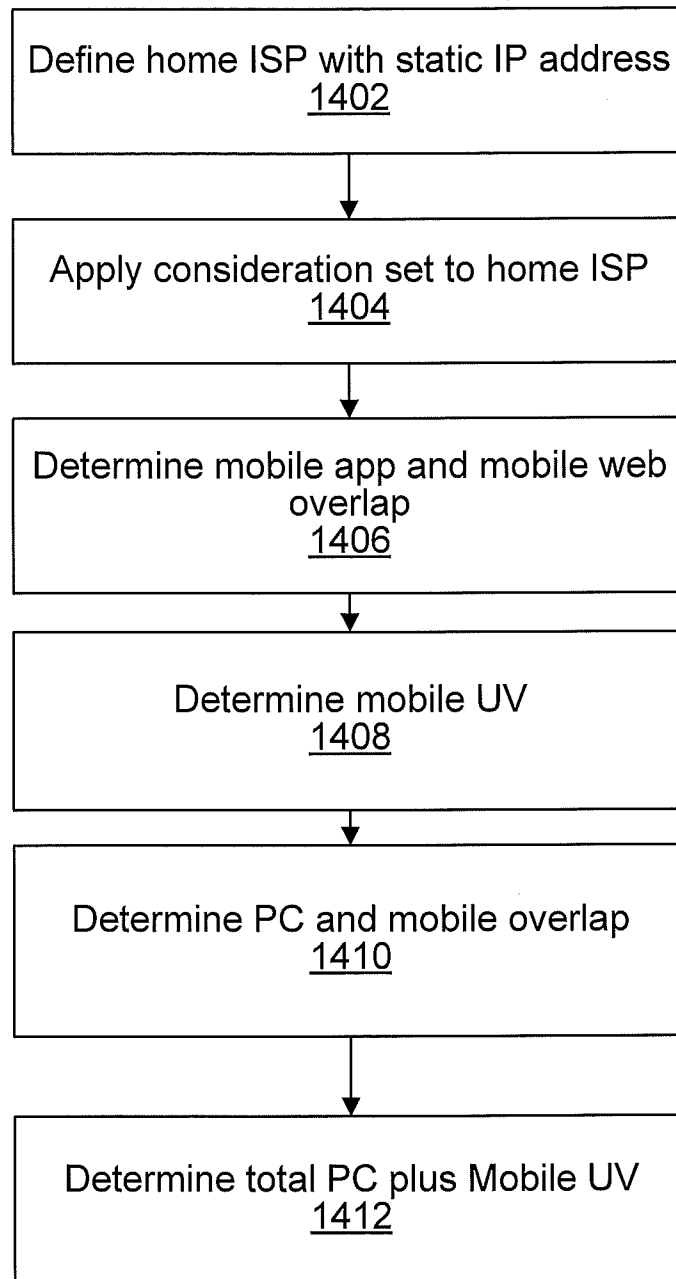 Define home ISP with static IP address
1402
Apply consideration set to home ISP
1404
Determine mobile app and mobile web
overlap
1406
Determine mobile UV
1408
Determine PC and mobile overlap
1410
Determine total PC plus Mobile UV
1412